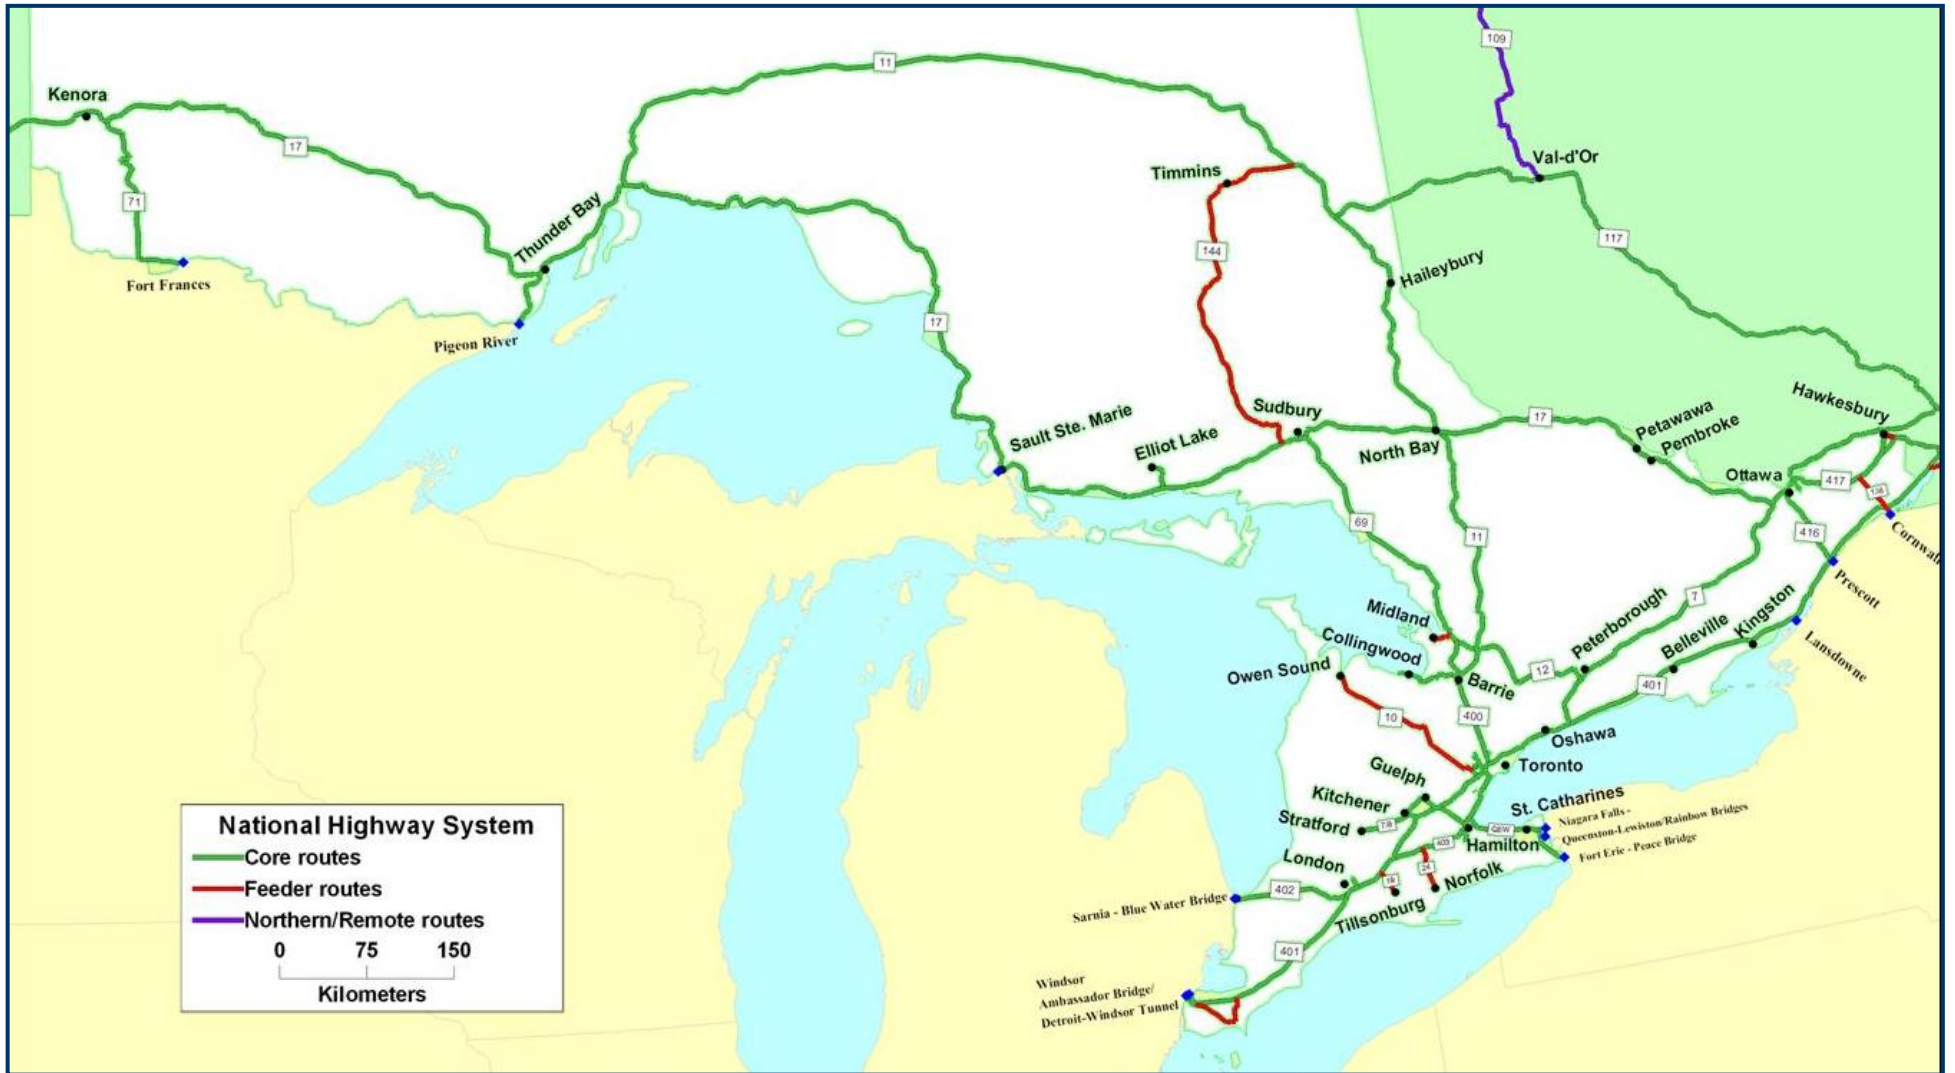 109
11
Kenora
17
Val-d'Or
Timmins
71
Thunder Bay
117
144
Haileybury
Fort Frances
17
Pigeon River
Hawkesbury
Sudbury
Sault Ste. Marie
Elliot Lake
North Bay
17
Petawawa
Pembroke
Ottawa
417
138
69
11
416
Cornwall
Prescott
Midland
Collingwood
Owen Sound
Peterborough
7
Belleville
Kingston
Lansdowne
12
Barrie
401
10
400
Oshawa
Guelph
Toronto
Kitchener
St. Catharines
Niagara Falls -
Queenston-Lewiston/Rainbow Bridges
Stratford
7/8
QEW
Hamilton
403
Fort Erie - Peace Bridge
London
24
19
Norfolk
402
Sarnia - Blue Water Bridge
Tillsonburg
401
Windsor
Ambassador Bridge/
Detroit-Windsor Tunnel
National Highway System
Core routes
Feeder routes
Northern/Remote routes
0 75 150
Kilometers